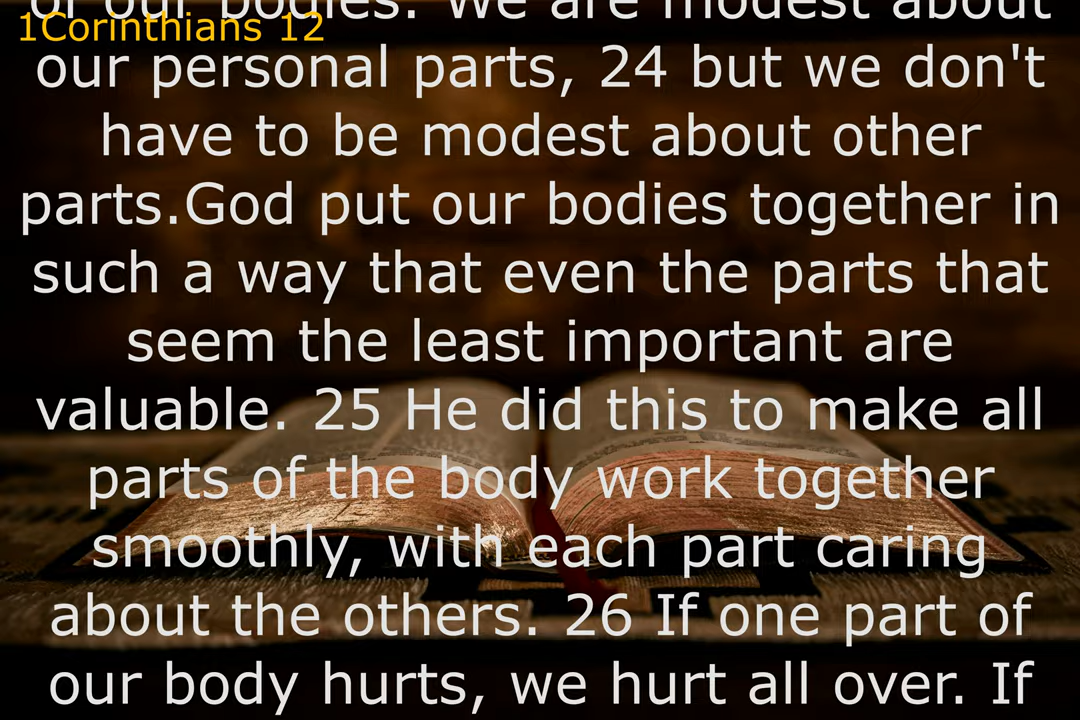 of our bodies. We are modest about
1Corinthians 12
our personal parts, 24 but we don't
have to be modest about other
parts.God put our bodies together in
such a way that even the parts that
seem the least important are
valuable. 25 He did this to make all
parts of the body work together
smoothly, with each part caring
about the others. 26 If one part of
our body hurts, we hurt all over. If